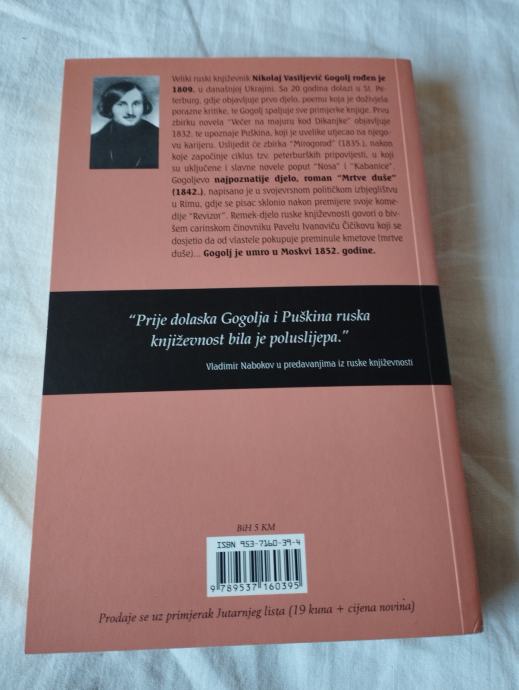 Veliki ruski književnik Nikolaj Vasiljevič Gogolj rođen je
1809. u današnjoj Ukrajini. Sa 20 godina dolazi u St. Pe-
terburg, gdje objavljuje prvo djelo, poemu koja je doživjela
porazne kritike, te Gogolj spaljuje sve primjerke knjige. Prvu
zbirku novela "Večer na majuru kod Dikanjke" objavljuje
1832. te upoznaje Puškina, koji je uvelike utjecao na njego-
vu karijeru. Uslijedit će zbirka "Mirogorod" (1835.), nakon
koje započinje ciklus tzv. peterburških pripovijesti, u koji
su uključene i slavne novele poput "Nosa" i "Kabanice".
Gogoljevo najpoznatije djelo, roman "Mrtve duše"
(1842.), napisano je u svojevrsnom političkom izbjeglištvu
u Rimu, gdje se pisac sklonio nakon premijere svoje kome-
dije "Revizor". Remek-djelo ruske književnosti govori o biv-
šem carinskom činovniku Pavelu Ivanoviču Čičikovu koji se
dosjetio da od vlastele pokupuje preminule kmetove (mrtve
duše)... Gogolj je umro u Moskvi 1852. godine.
"Prije dolaska Gogolja i Puškina ruska
književnost bila je poluslijepa."
Vladimir Nabokov u predavanjima iz ruske književnosti
BiH 5 KM
ISBN 953-7160-39-4
9 789537 160395
Prodaje se uz primjerak Jutarnjeg lista (19 kuna + cijena novina)